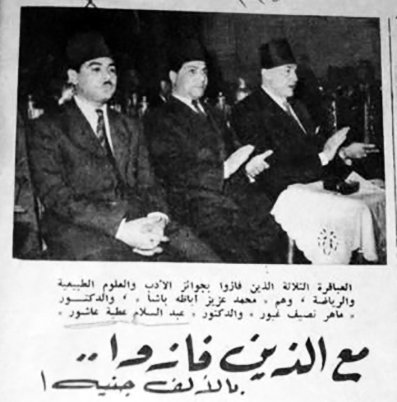 العباقرة الثلاثة الذين فازوا بجوائز الأدب والعلوم الطبيعية
والرياضة ، وهم « محمد عزيز أباظه باشا » ، والدكتور
« ماهر نصيف غبور » والدكتور « عبد السلام عطية عاشور »
مع الذين فازوا..
بالألف جنيه !